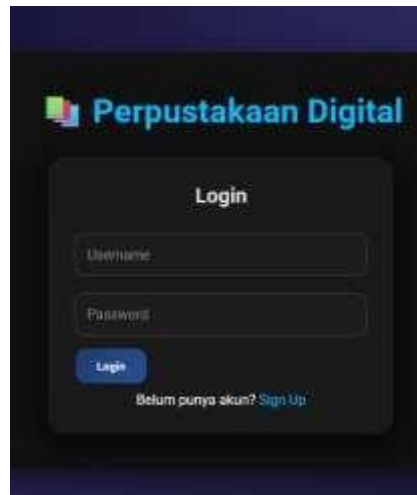 Perpustakaan Digital
Login
Username
Password
Login
Belum punya akun? Sign Up